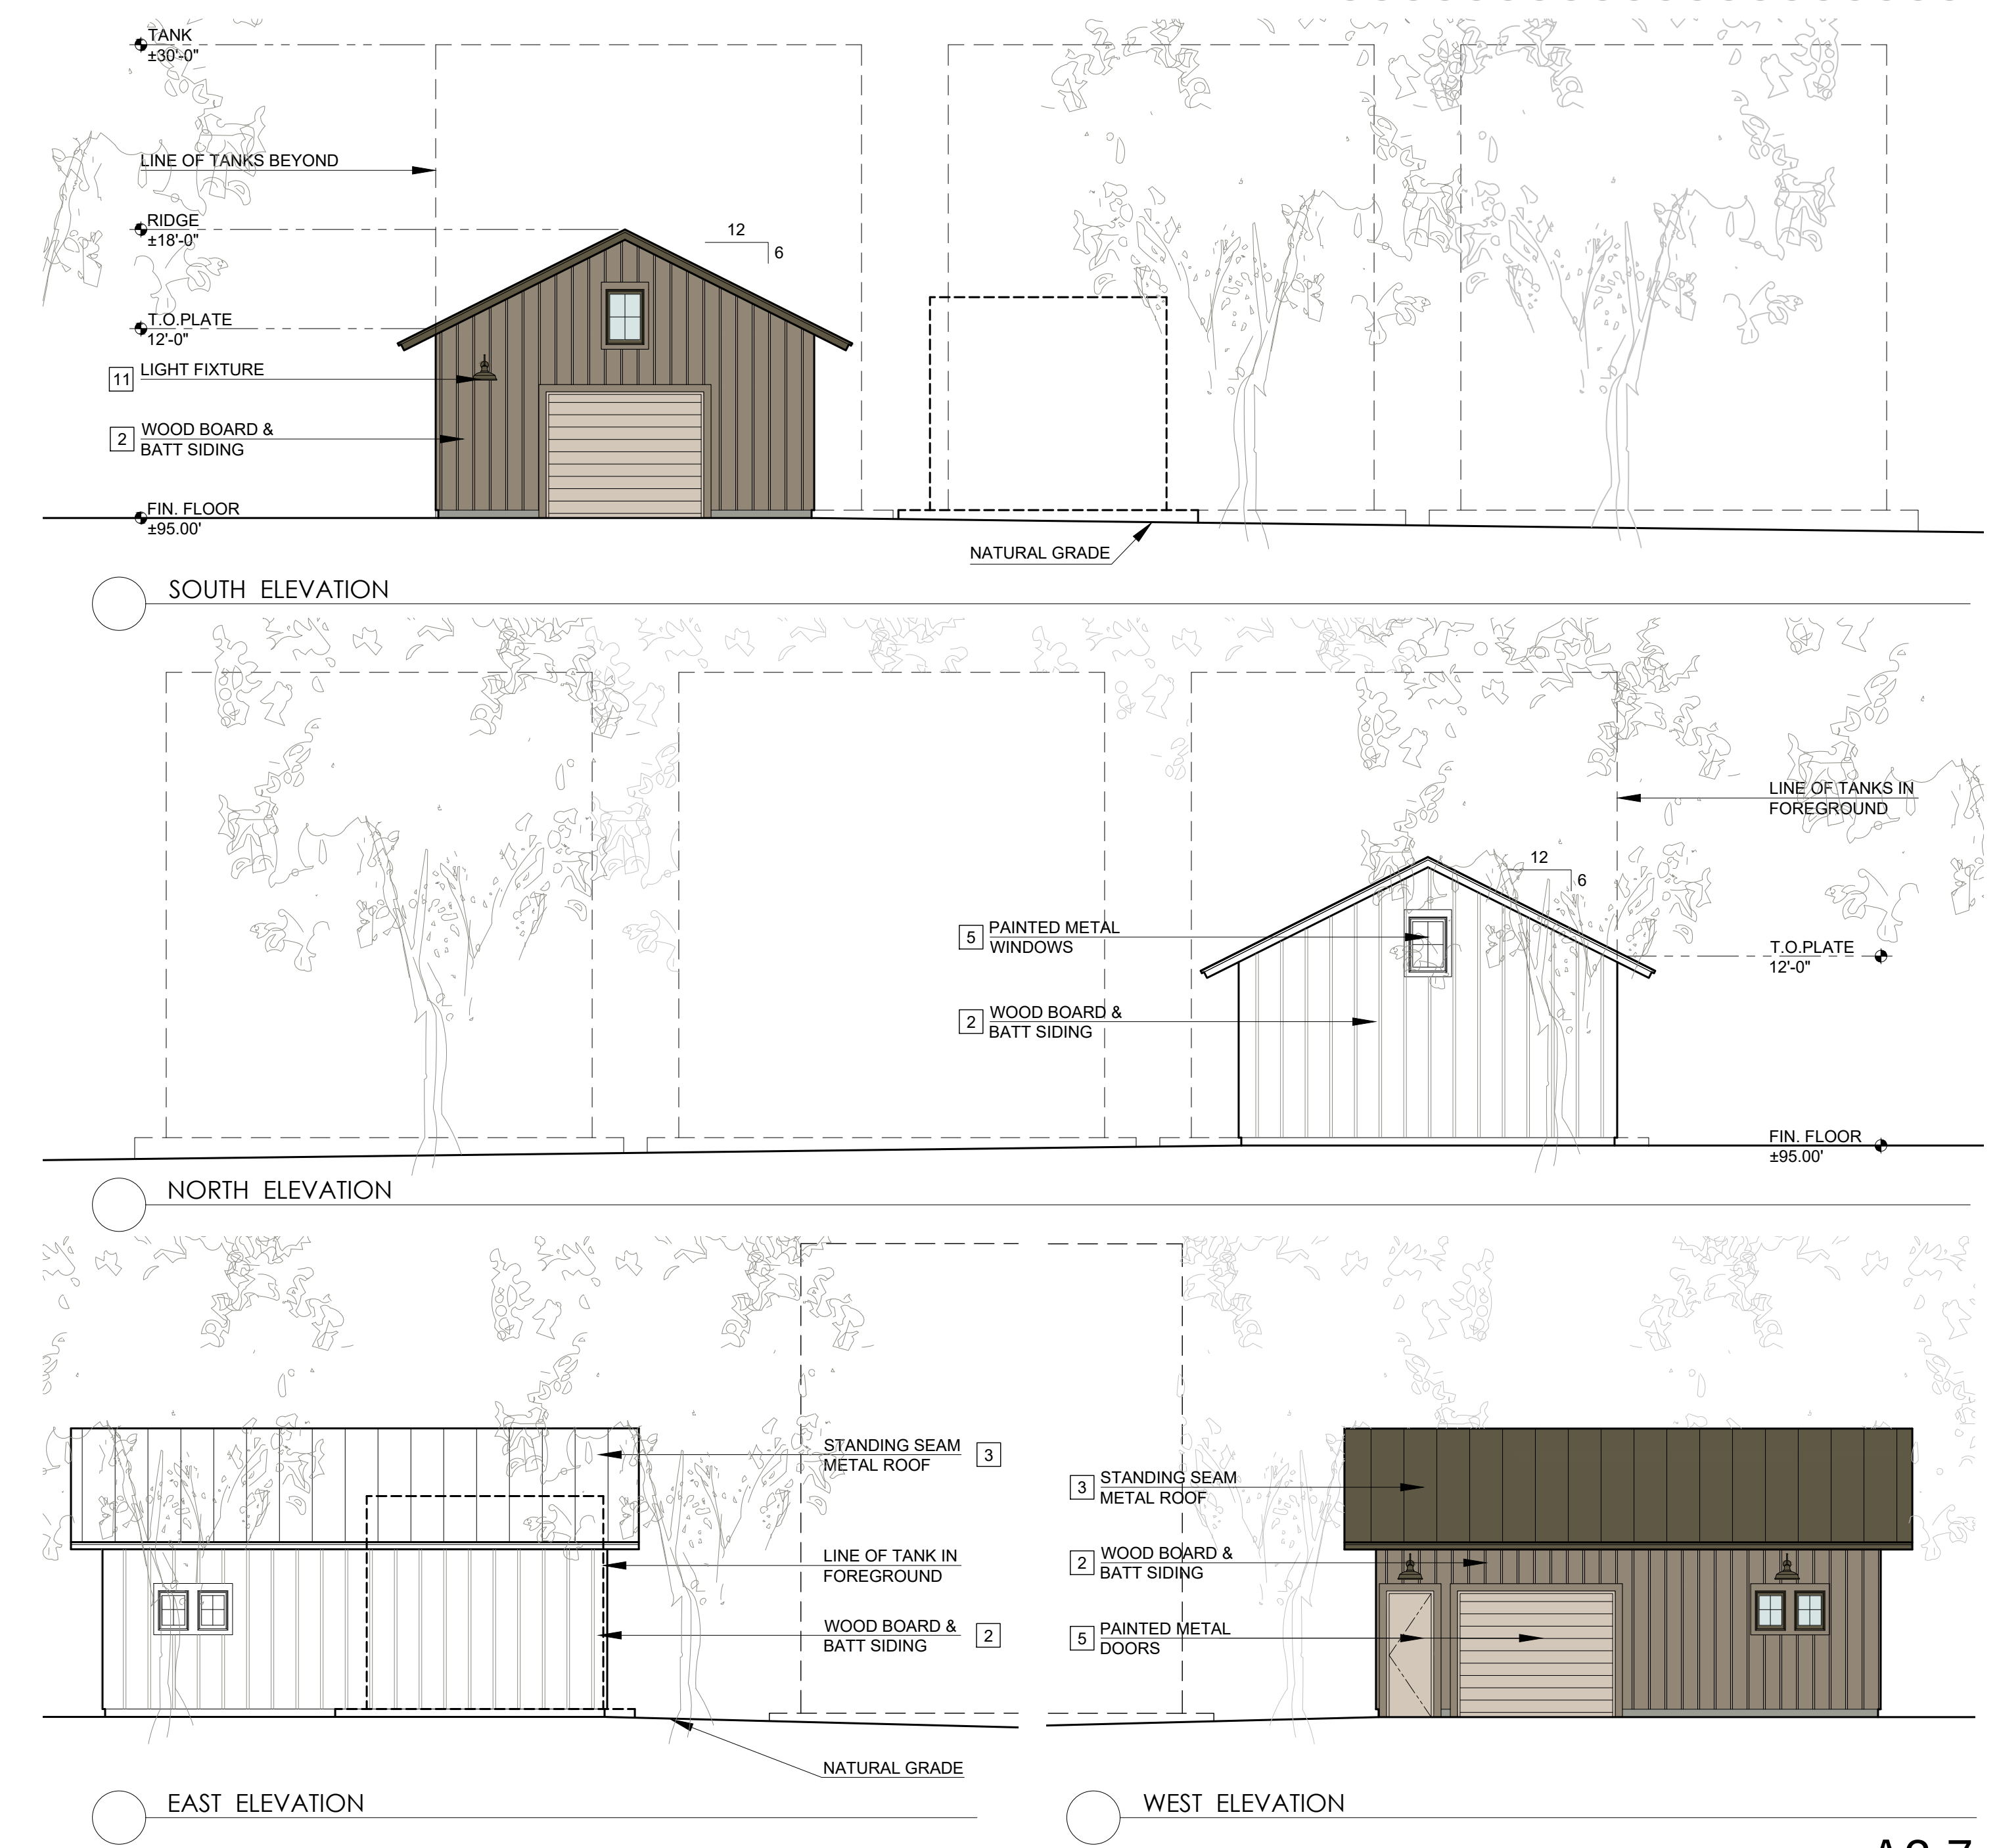 TANK
±30'-0"
LINE OF TANKS BEYOND
RIDGE
±18'-0"
12
6
T.O.PLATE
12'-0"
11 LIGHT FIXTURE
2 WOOD BOARD &
BATT SIDING
FIN. FLOOR
±95.00'
NATURAL GRADE
SOUTH ELEVATION
LINE OF TANKS IN
FOREGROUND
12
6
5 PAINTED METAL
WINDOWS
T.O.PLATE
12'-0"
2 WOOD BOARD &
BATT SIDING
FIN. FLOOR
±95.00'
NORTH ELEVATION
STANDING SEAM 3
METAL ROOF
LINE OF TANK IN
FOREGROUND
WOOD BOARD & 2
BATT SIDING
NATURAL GRADE
EAST ELEVATION
3 STANDING SEAM
METAL ROOF
2 WOOD BOARD &
BATT SIDING
5 PAINTED METAL
DOORS
WEST ELEVATION